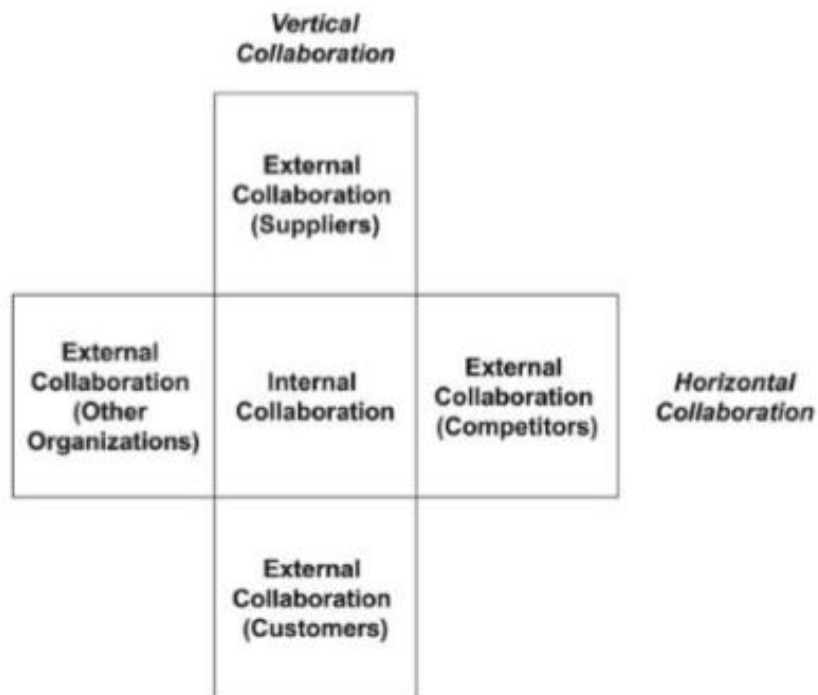 Vertical
Collaboration
External
Collaboration
(Suppliers)
External
Collaboration
(Other
Organizations)
Internal
Collaboration
External
Collaboration
(Competitors)
Horizontal
Collaboration
External
Collaboration
(Customers)